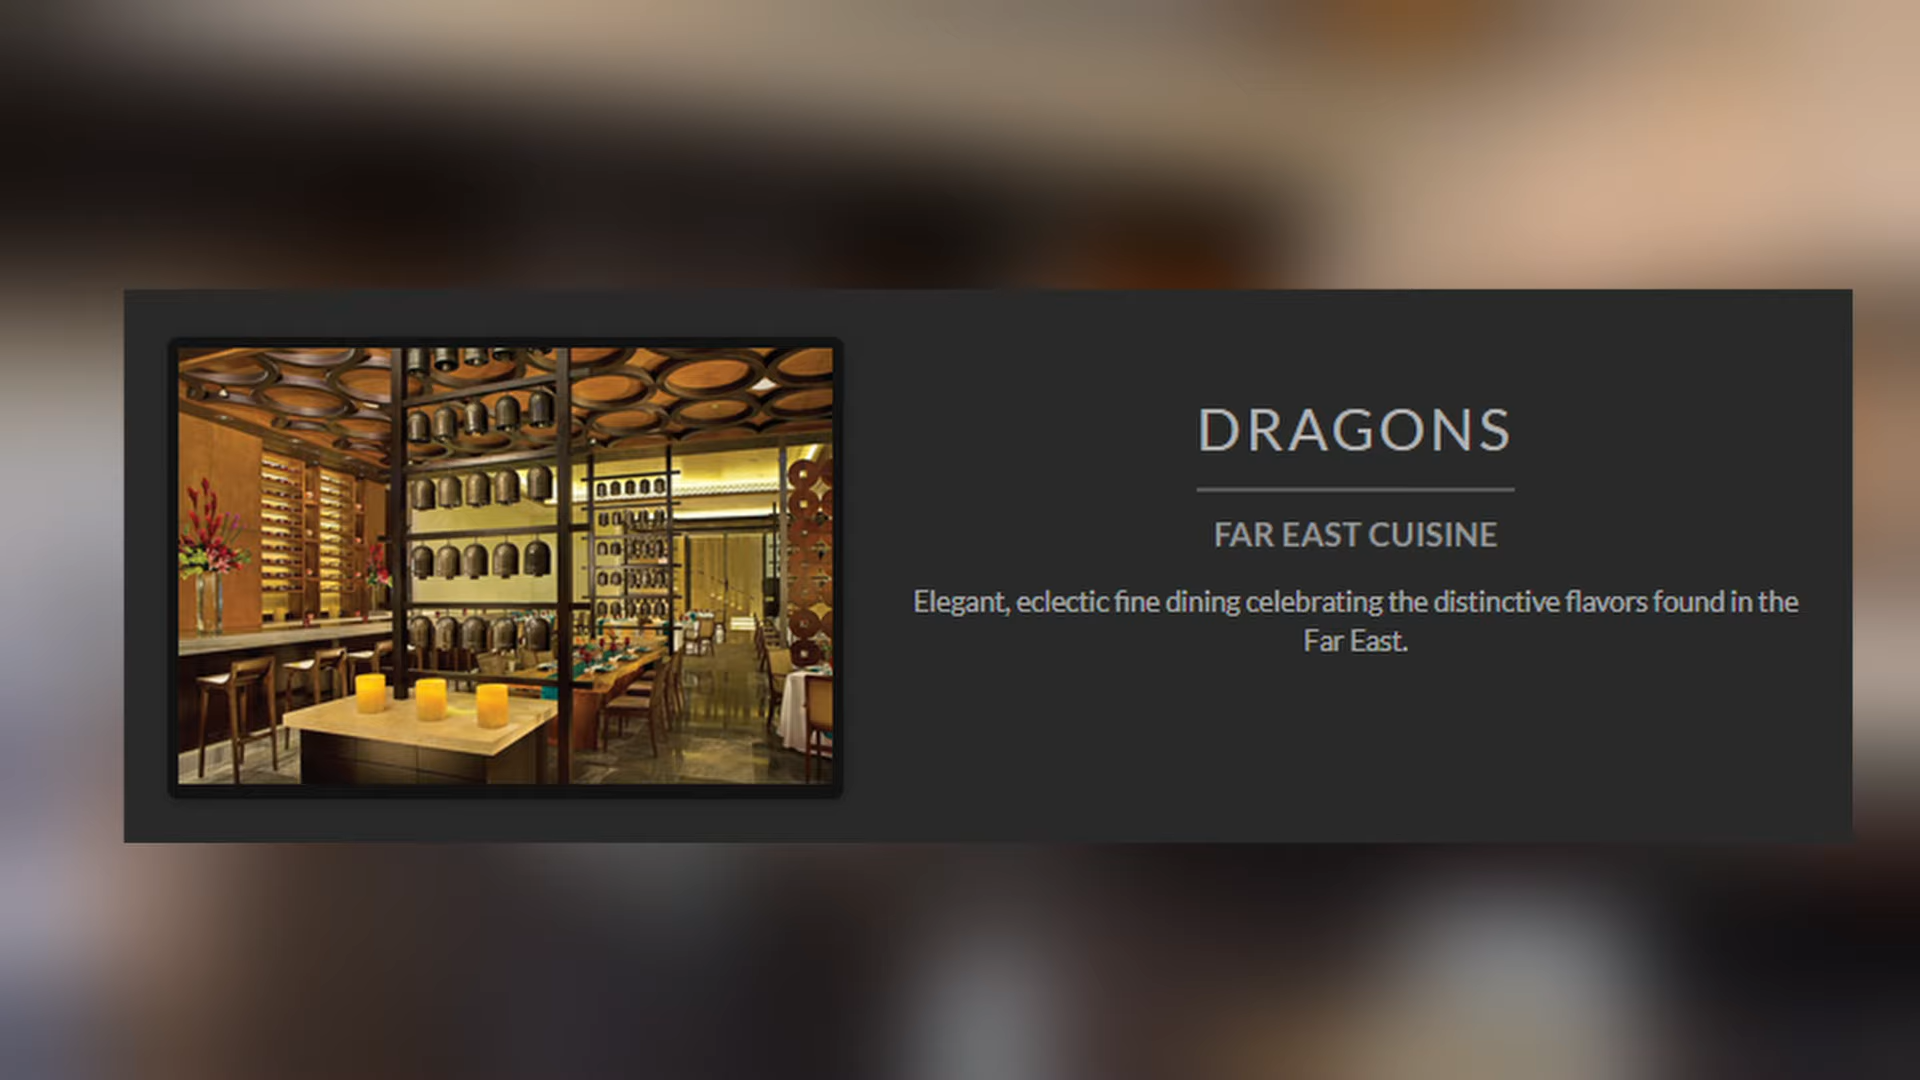 DRAGONS
FAR EAST CUISINE
Elegant, eclectic fine dining celebrating the distinctive flavors found in the
Far East.